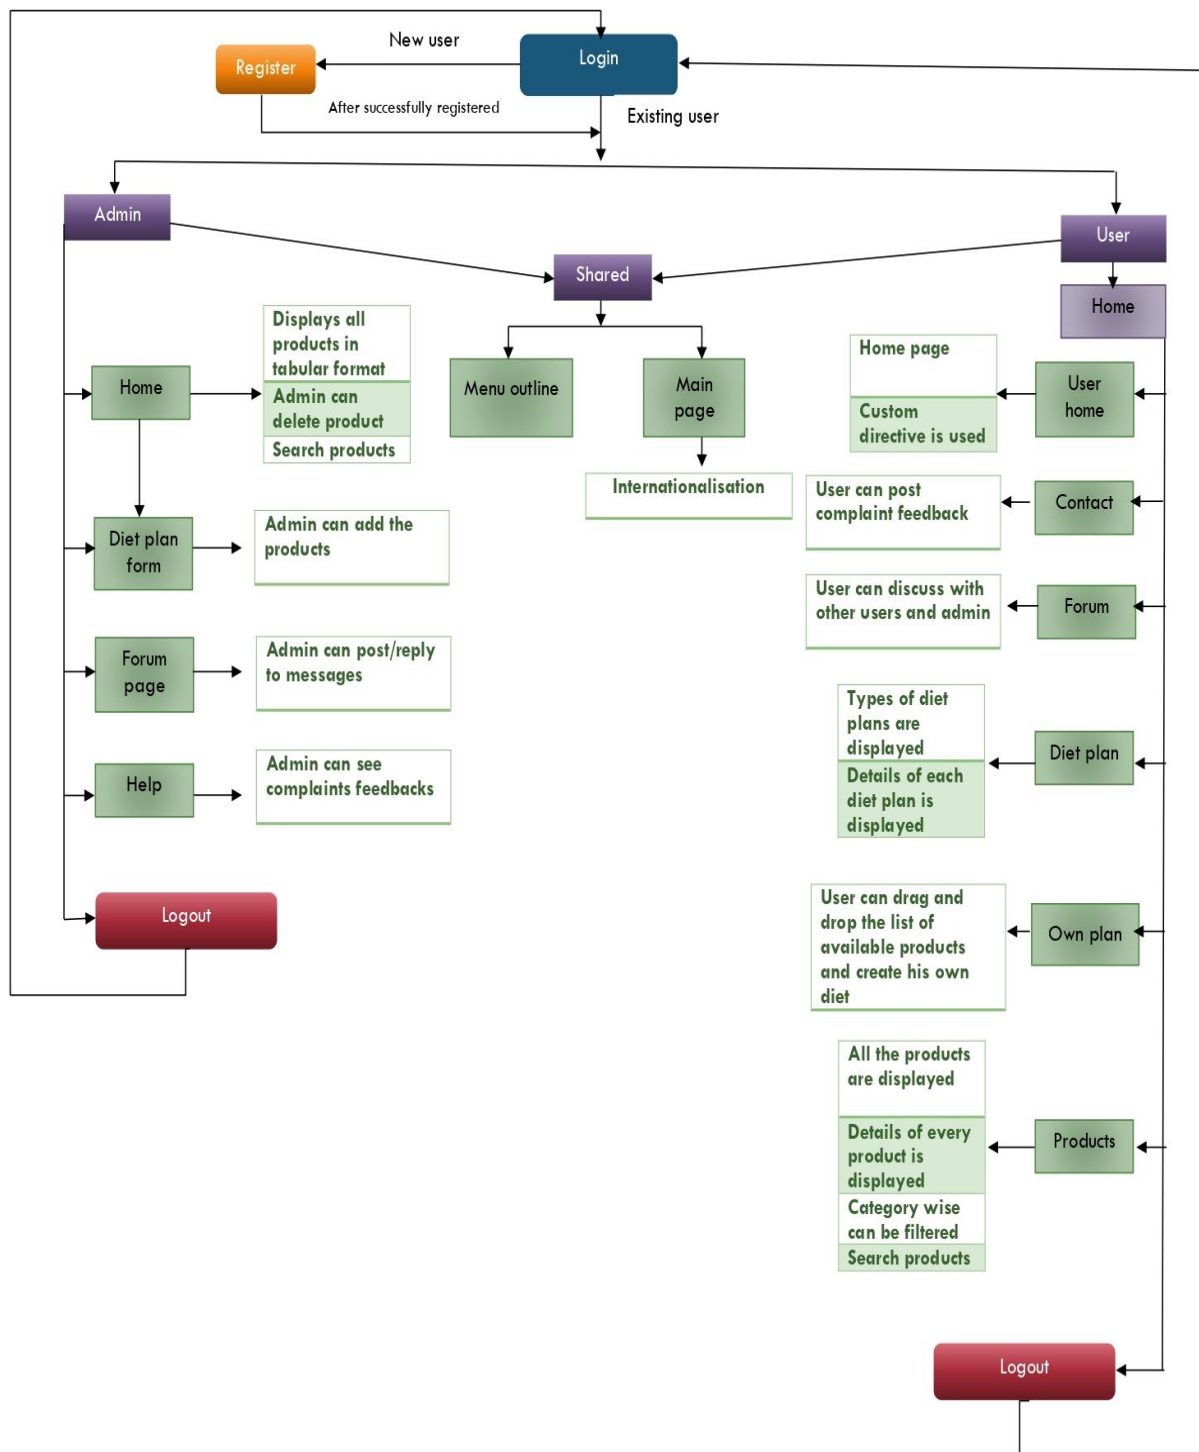 New user
Login
Register
After successfully registered
Existing user
Admin
User
Shared
Home
Displays all
products in
tabular format
Admin can
delete product
Search products
Home
Menu outline
Main
page
Home page
Custom
directive is used
User
home
Internationalisation
User can post
complaint feedback
Contact
Diet plan
form
Admin can add the
products
User can discuss with
other users and admin
Forum
Forum
page
Admin can post/reply
to messages
Types of diet
plans are
displayed
Details of each
diet plan is
displayed
Diet plan
Help
Admin can see
complaints feedbacks
Logout
User can drag and
drop the list of
available products
and create his own
diet
Own plan
All the products
are displayed
Details of every
product is
displayed
Category wise
can be filtered
Search products
Products
Logout